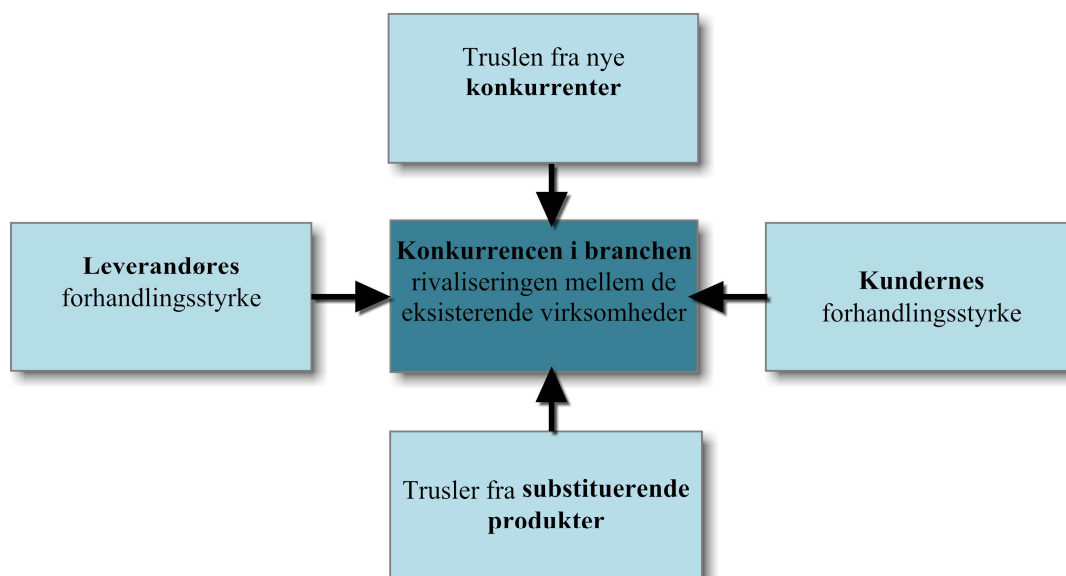 Truslen fra nye
konkurrenter
Leverandøres
forhandlingsstyrke
Konkurrencen i branchen
rivaliseringen mellem de
eksisterende virksomheder
Kundernes
forhandlingsstyrke
Trusler fra substituerende
produkter